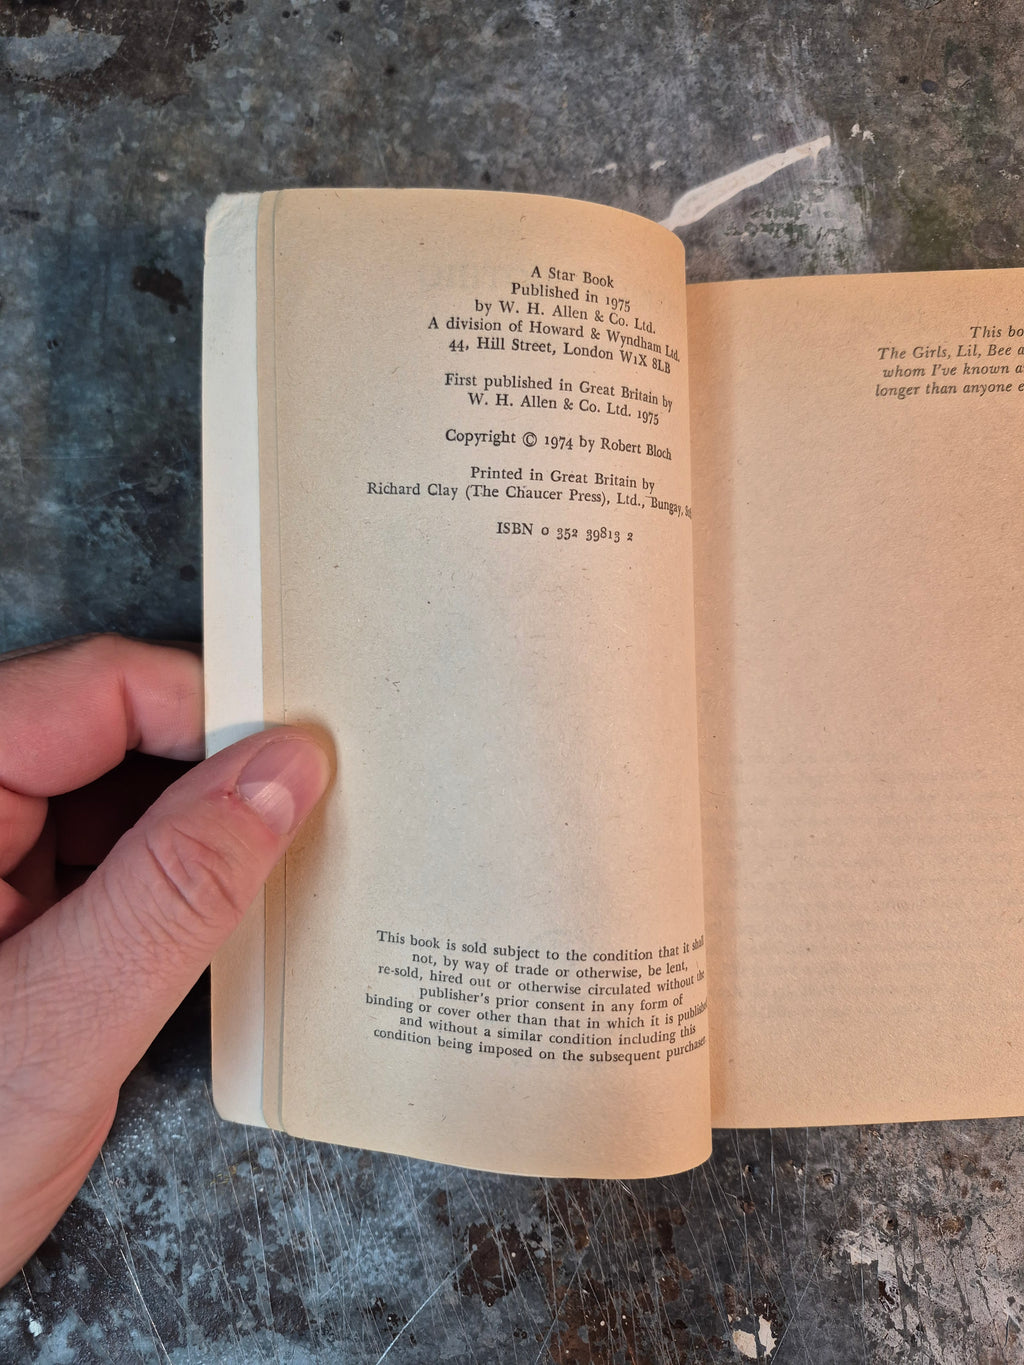 A Star Book
Published in 1975
by W. H. Allen & Co. Ltd.
A division of Howard & Wyndham Ltd.
44, Hill Street, London W1X 8LB
First published in Great Britain by
W. H. Allen & Co. Ltd. 1975
Copyright © 1974 by Robert Bloch
Printed in Great Britain by
Richard Clay (The Chaucer Press), Ltd., Bungay,
ISBN 0 352 39813 2
This book is sold subject to the condition that it shall
not, by way of trade or otherwise, be lent,
re-sold, hired out or otherwise circulated without the
publisher's prior consent in any form of
binding or cover other than that in which it is published
and without a similar condition including this
condition being imposed on the subsequent purchaser.
This
The Girls, Lil, Bee
whom I've known
longer than anyone